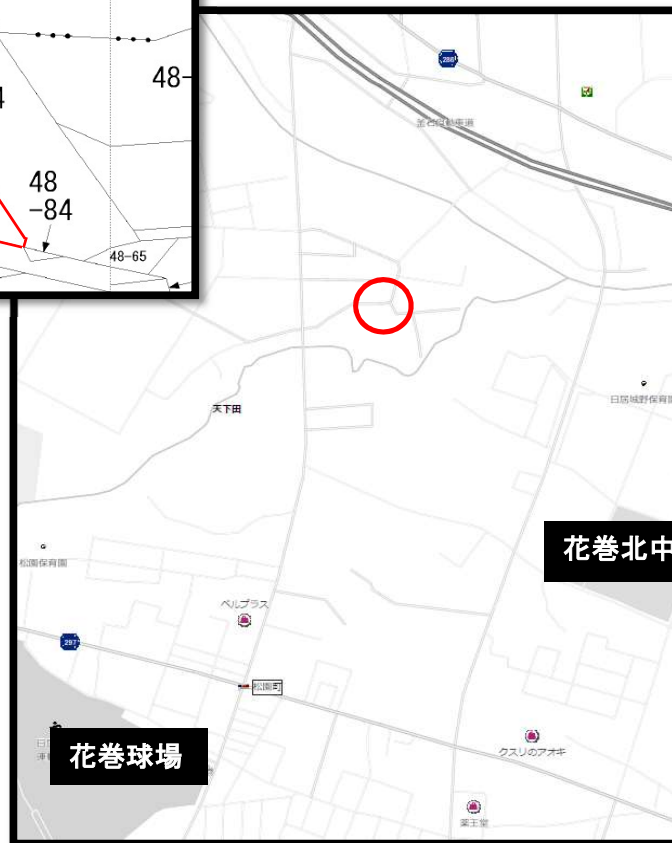 48-
4
48
-84
48-65
286
釜石自動車道
日居城野保育園
天下田
花巻北中
松園保育園
ベルプラス
297
松園町
花巻球場
クスリのアオキ
薬王堂